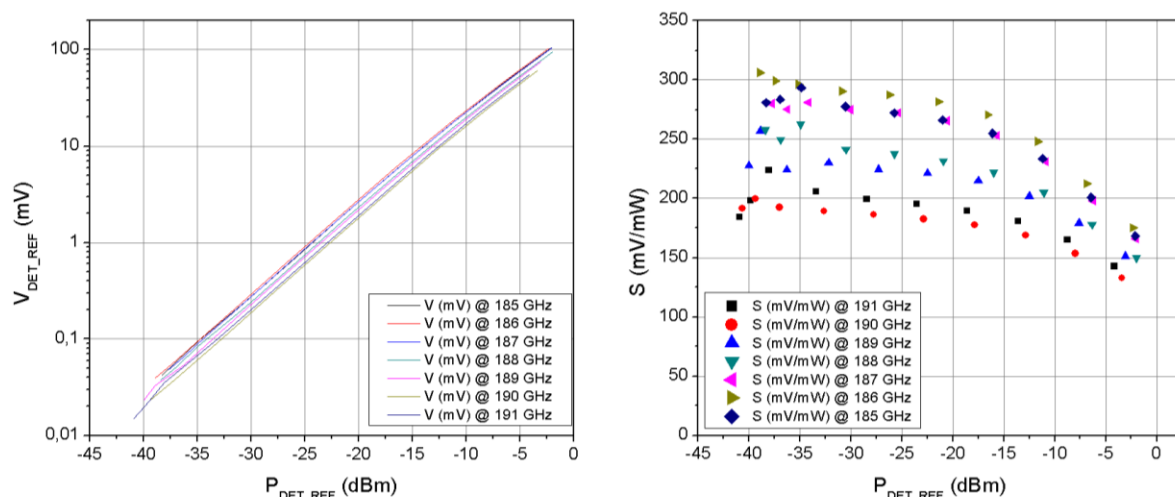 100
10
1
0,1
0,01
V_DET_REF (mV)
-45 -40 -35 -30 -25 -20 -15 -10 -5 0
P_DET_REF (dBm)
V (mV) @ 185 GHz
V (mV) @ 186 GHz
V (mV) @ 187 GHz
V (mV) @ 188 GHz
V (mV) @ 189 GHz
V (mV) @ 190 GHz
V (mV) @ 191 GHz
350
300
250
200
150
100
50
0
S (mV/mW)
-45 -40 -35 -30 -25 -20 -15 -10 -5 0
P_DET_REF (dBm)
S (mV/mW) @ 191 GHz
S (mV/mW) @ 190 GHz
S (mV/mW) @ 189 GHz
S (mV/mW) @ 188 GHz
S (mV/mW) @ 187 GHz
S (mV/mW) @ 186 GHz
S (mV/mW) @ 185 GHz